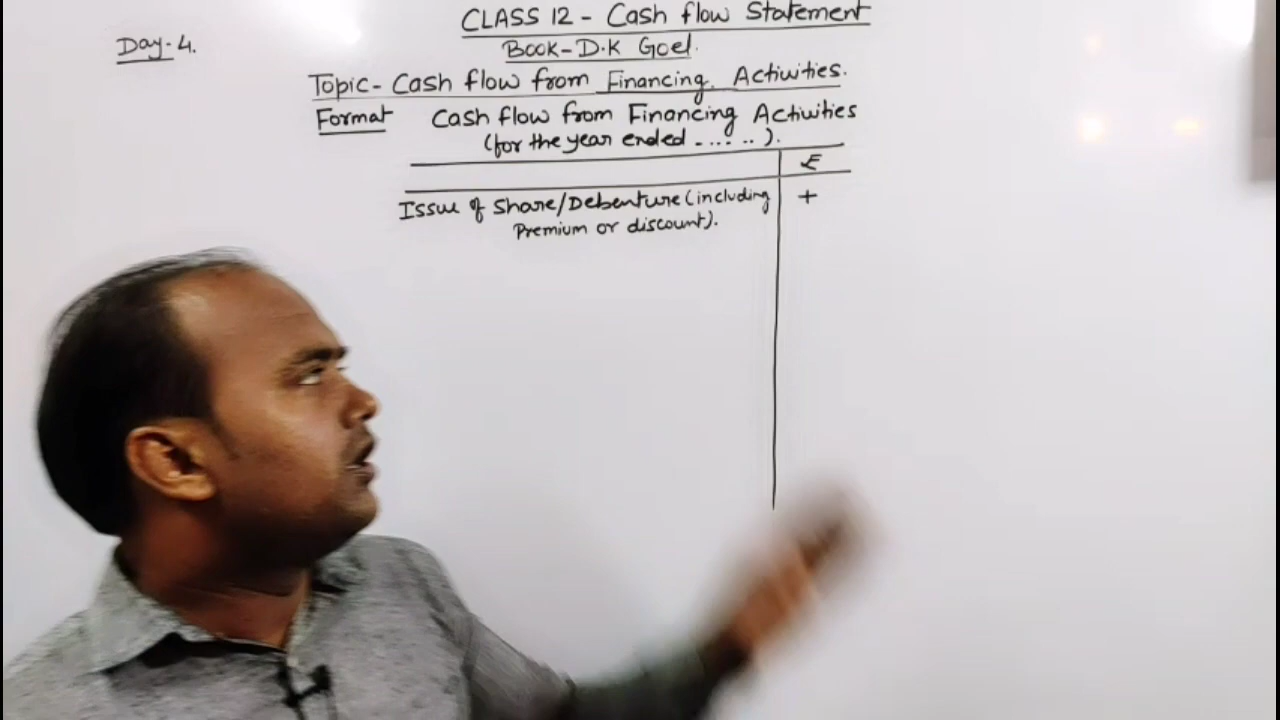 CLASS 12 - Cash flow Statement
Day-4.
BOOK-D.K Goel.
Topic- Cash flow from Financing Activities.
Format Cash flow from Financing Activities
(for the year ended ........).
₹
Issue of Share/Debenture (including +
Premium or discount).